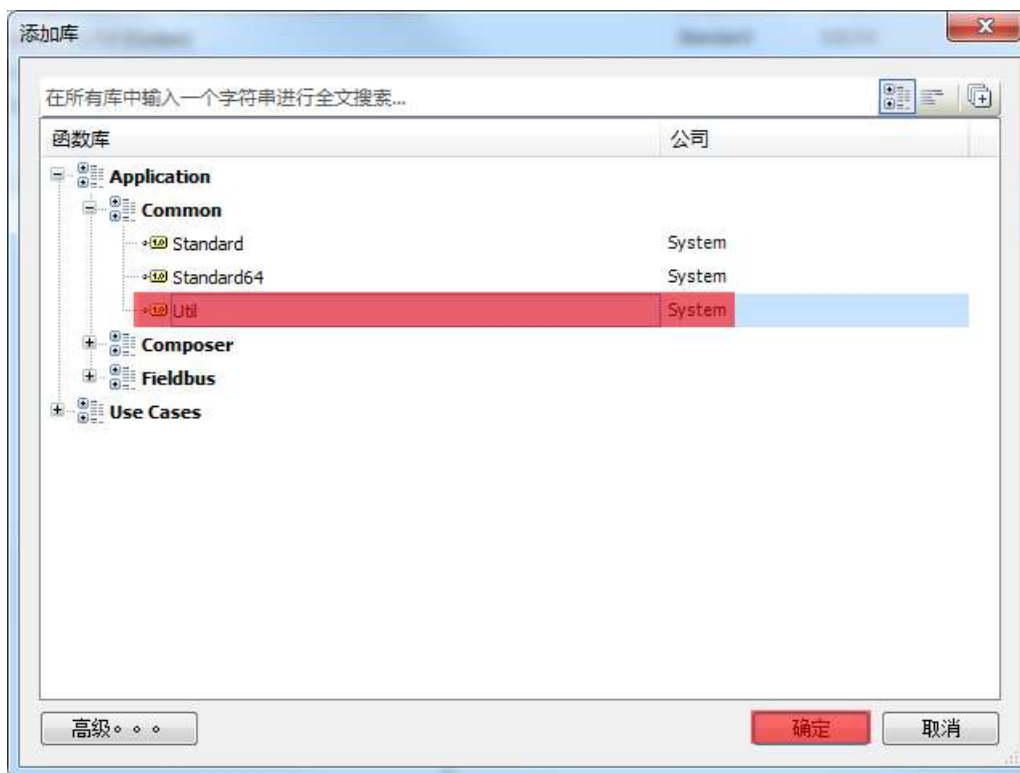 添加库
在所有库中输入一个字符串进行全文搜索...
函数库 公司
Application
Common
Standard System
Standard64 System
Util System
Composer
Fieldbus
Use Cases
高级。。。 确定 取消